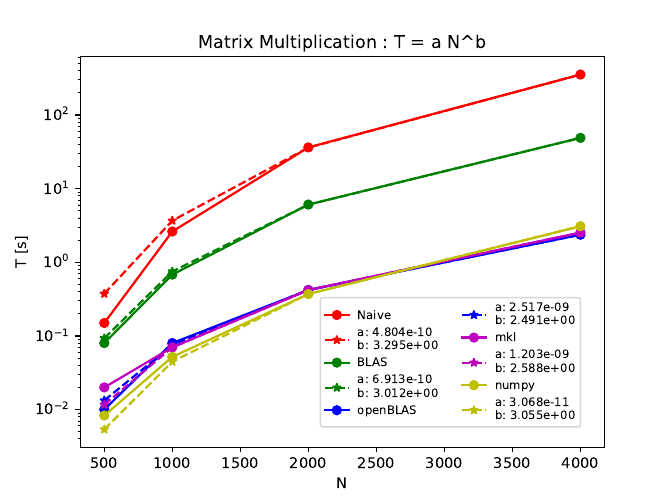 Matrix Multiplication : T = a N^b
T [s]
10^2
10^1
10^0
10^-1
10^-2
Naive
a: 4.804e-10
b: 3.295e+00
BLAS
a: 6.913e-10
b: 3.012e+00
openBLAS
a: 2.517e-09
b: 2.491e+00
mkl
a: 1.203e-09
b: 2.588e+00
numpy
a: 3.068e-11
b: 3.055e+00
500 1000 1500 2000 2500 3000 3500 4000
N